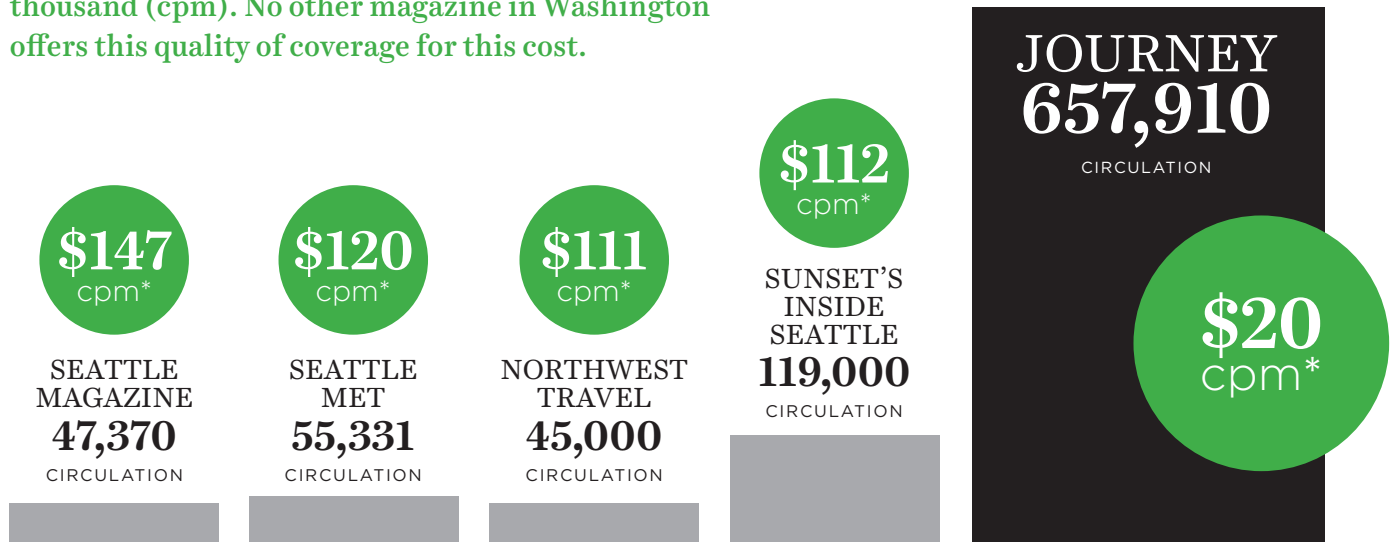 thousand (cpm). No other magazine in Washington
offers this quality of coverage for this cost.
$147
cpm*
SEATTLE
MAGAZINE
47,370
CIRCULATION
$120
cpm*
SEATTLE
MET
55,331
CIRCULATION
$111
cpm*
NORTHWEST
TRAVEL
45,000
CIRCULATION
$112
cpm*
SUNSET’S
INSIDE
SEATTLE
119,000
CIRCULATION
JOURNEY
657,910
CIRCULATION
$20
cpm*